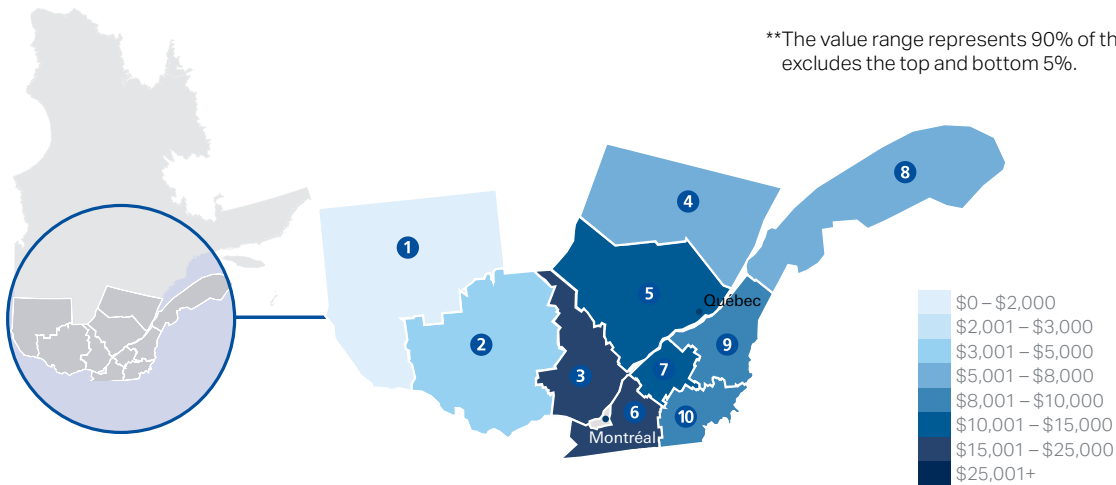 **The value range represents 90% of th
excludes the top and bottom 5%.
8
4
1
5
Québec
2
9
7
3
6
10
Montréal
$0 – $2,000
$2,001 – $3,000
$3,001 – $5,000
$5,001 – $8,000
$8,001 – $10,000
$10,001 – $15,000
$15,001 – $25,000
$25,001+